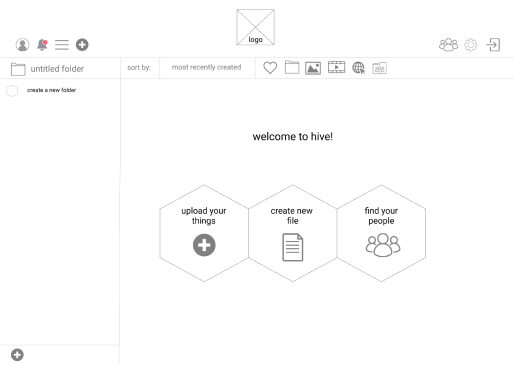 logo
untitled folder
sort by:
most recently created
create a new folder
welcome to hive!
upload your
things
create new
file
find your
people